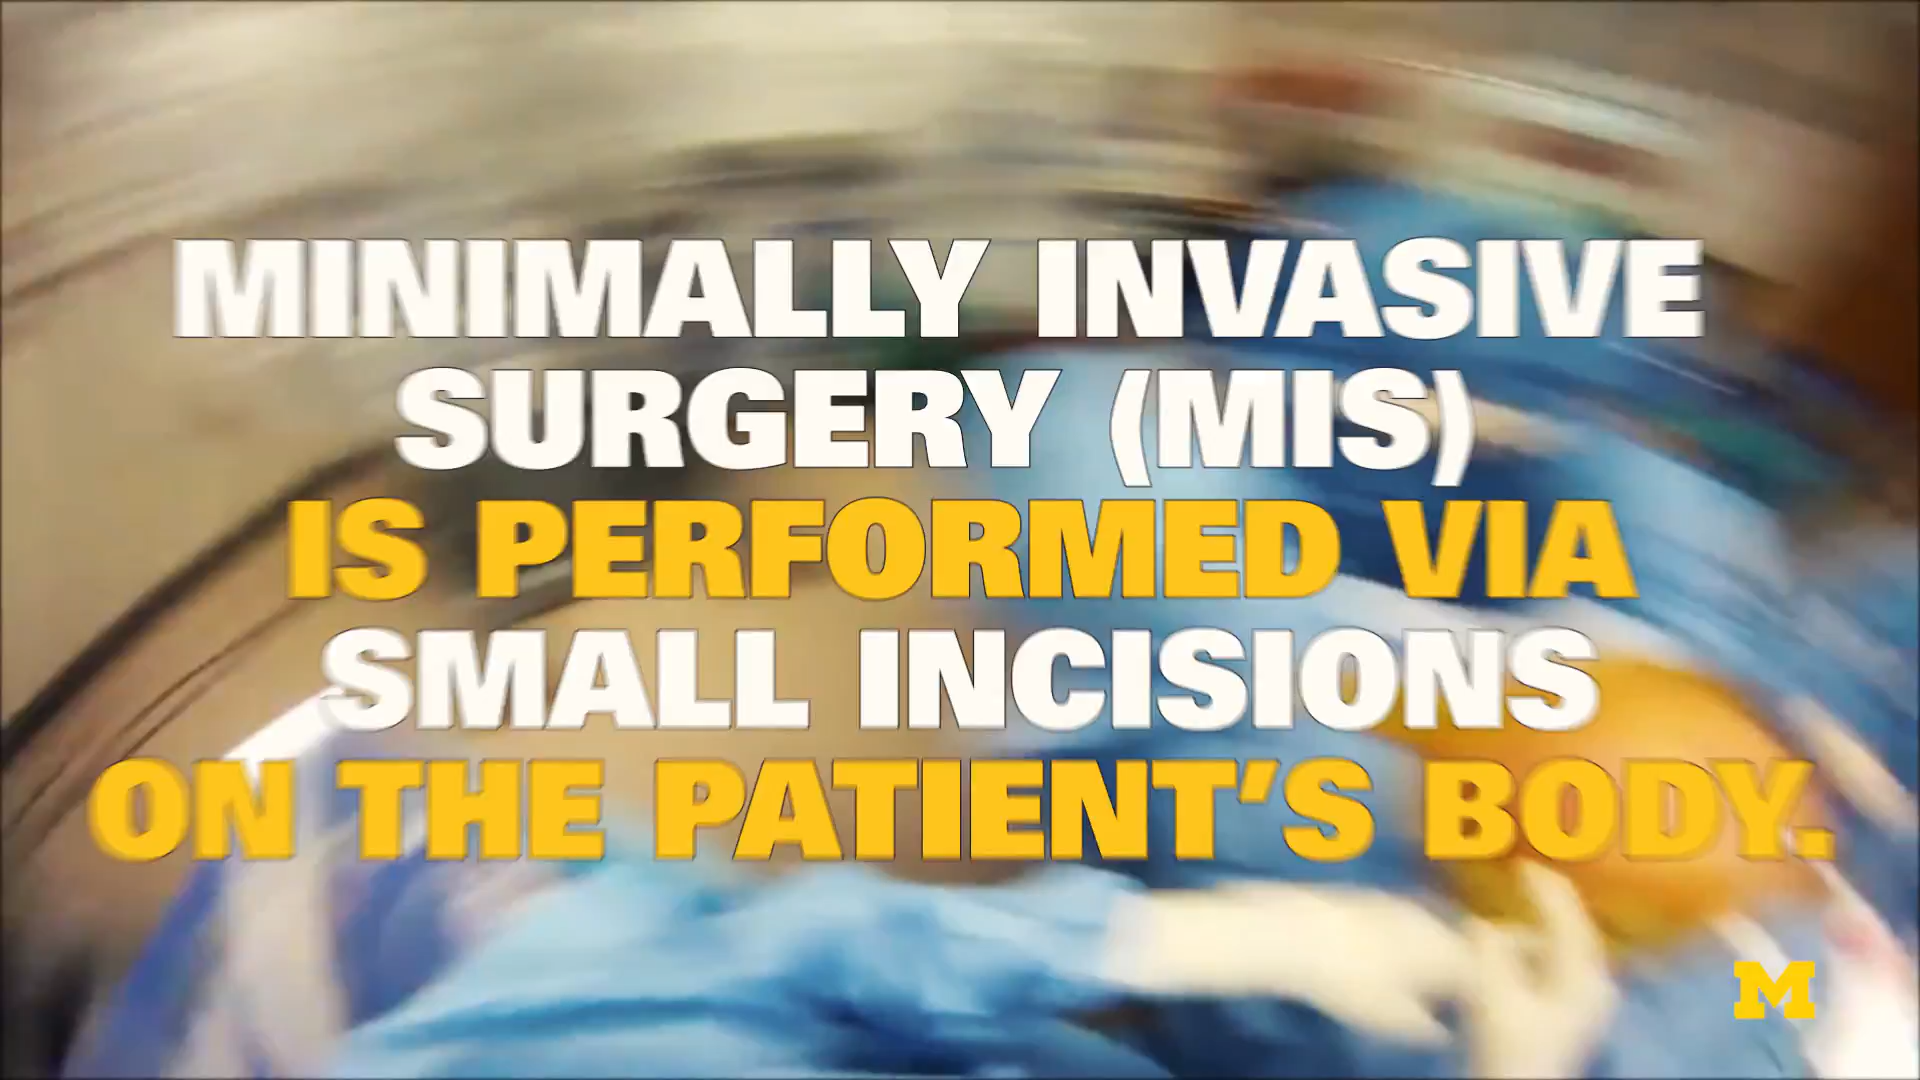 MINIMALLY INVASIVE
SURGERY (MIS)
IS PERFORMED VIA
SMALL INCISIONS
ON THE PATIENT'S BODY.
M